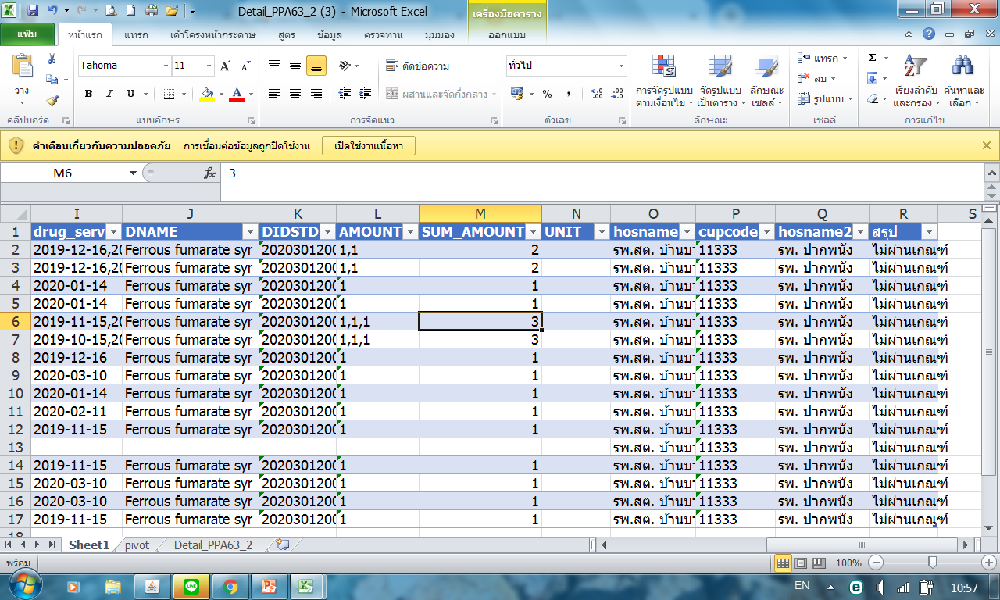 Detail_PPA63_2 (3) - Microsoft Excel
เครื่องมือตาราง
แฟ้ม หน้าแรก แทรก เค้าโครงหน้ากระดาษ สูตร ข้อมูล ตรวจทาน มุมมอง ออกแบบ
วาง
Tahoma 11
ตัดข้อความ
ทั่วไป
ผสานและจัดกึ่งกลาง
การจัดรูปแบบตามเงื่อนไข
จัดรูปแบบเป็นตาราง
ลักษณะเซลล์
แทรก
ลบ
รูปแบบ
เรียงลำดับและกรอง
ค้นหาและเลือก
คลิปบอร์ด แบบอักษร การจัดแนว ตัวเลข ลักษณะ เซลล์ การแก้ไข
คำเตือนเกี่ยวกับความปลอดภัย การเชื่อมต่อข้อมูลถูกปิดใช้งาน เปิดใช้งานเนื้อหา
M6 fx 3
I J K L M N O P Q R S
1 drug_serv DNAME DIDSTD AMOUNT SUM_AMOUNT UNIT hosname cupcode hosname2 สรุป
2 2019-12-16,20 Ferrous fumarate syr 2020301200 1,1 2 รพ.สต. บ้านบา 11333 รพ. ปากพนัง ไม่ผ่านเกณฑ์
3 2019-12-16,20 Ferrous fumarate syr 2020301200 1,1 2 รพ.สต. บ้านบา 11333 รพ. ปากพนัง ไม่ผ่านเกณฑ์
4 2020-01-14 Ferrous fumarate syr 2020301200 1 1 รพ.สต. บ้านบา 11333 รพ. ปากพนัง ไม่ผ่านเกณฑ์
5 2020-01-14 Ferrous fumarate syr 2020301200 1 1 รพ.สต. บ้านบา 11333 รพ. ปากพนัง ไม่ผ่านเกณฑ์
6 2019-11-15,20 Ferrous fumarate syr 2020301200 1,1,1 3 รพ.สต. บ้านบา 11333 รพ. ปากพนัง ไม่ผ่านเกณฑ์
7 2019-10-15,20 Ferrous fumarate syr 2020301200 1,1,1 3 รพ.สต. บ้านบา 11333 รพ. ปากพนัง ไม่ผ่านเกณฑ์
8 2019-12-16 Ferrous fumarate syr 2020301200 1 1 รพ.สต. บ้านบา 11333 รพ. ปากพนัง ไม่ผ่านเกณฑ์
9 2020-03-10 Ferrous fumarate syr 2020301200 1 1 รพ.สต. บ้านบา 11333 รพ. ปากพนัง ไม่ผ่านเกณฑ์
10 2020-01-14 Ferrous fumarate syr 2020301200 1 1 รพ.สต. บ้านบา 11333 รพ. ปากพนัง ไม่ผ่านเกณฑ์
11 2020-02-11 Ferrous fumarate syr 2020301200 1 1 รพ.สต. บ้านบา 11333 รพ. ปากพนัง ไม่ผ่านเกณฑ์
12 2019-11-15 Ferrous fumarate syr 2020301200 1 1 รพ.สต. บ้านบา 11333 รพ. ปากพนัง ไม่ผ่านเกณฑ์
13 รพ.สต. บ้านบา 11333 รพ. ปากพนัง ไม่ผ่านเกณฑ์
14 2019-11-15 Ferrous fumarate syr 2020301200 1 1 รพ.สต. บ้านบา 11333 รพ. ปากพนัง ไม่ผ่านเกณฑ์
15 2020-03-10 Ferrous fumarate syr 2020301200 1 1 รพ.สต. บ้านบา 11333 รพ. ปากพนัง ไม่ผ่านเกณฑ์
16 2020-03-10 Ferrous fumarate syr 2020301200 1 1 รพ.สต. บ้านบา 11333 รพ. ปากพนัง ไม่ผ่านเกณฑ์
17 2019-11-15 Ferrous fumarate syr 2020301200 1 1 รพ.สต. บ้านบา 11333 รพ. ปากพนัง ไม่ผ่านเกณฑ์
18
Sheet1 pivot Detail_PPA63_2
พร้อม 100%
EN 10:57